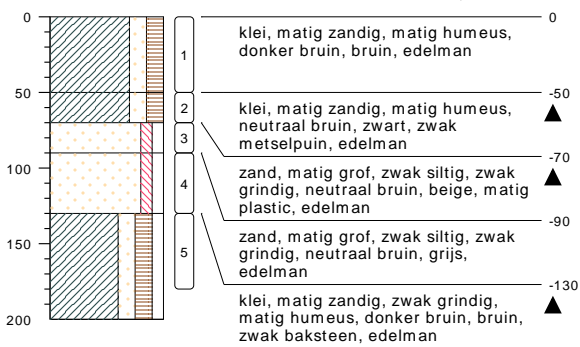 0
50
100
150
200
1
2
3
4
5
klei, matig zandig, matig humeus,
donker bruin, bruin, edelman
klei, matig zandig, matig humeus,
neutraal bruin, zwart, zwak
metselpuin, edelman
zand, matig grof, zwak siltig, zwak
grindig, neutraal bruin, beige, matig
plastic, edelman
zand, matig grof, zwak siltig, zwak
grindig, neutraal bruin, grijs,
edelman
klei, matig zandig, zwak grindig,
matig humeus, donker bruin, bruin,
zwak baksteen, edelman
0
-50
-70
-90
-130